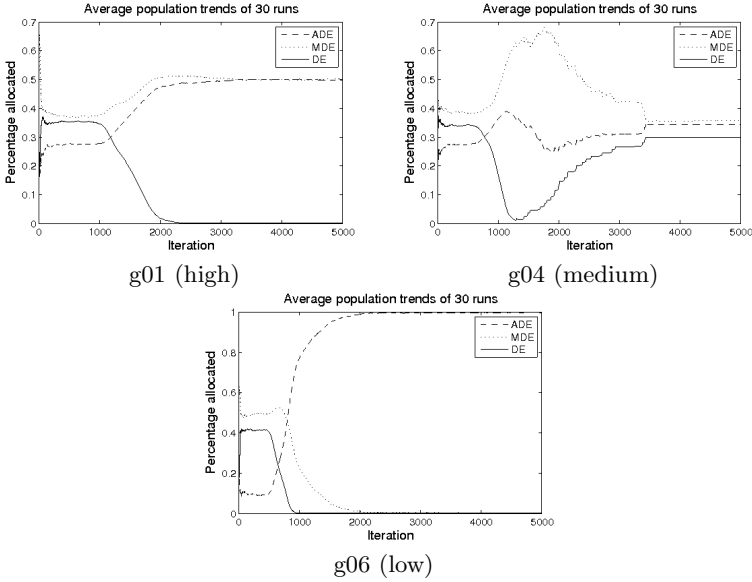 Average population trends of 30 runs
Percentage allocated
0.7
0.6
0.5
0.4
0.3
0.2
0.1
0
ADE
MDE
DE
0 1000 2000 3000 4000 5000
Iteration
g01 (high)
Average population trends of 30 runs
Percentage allocated
0.7
0.6
0.5
0.4
0.3
0.2
0.1
0
ADE
MDE
DE
0 1000 2000 3000 4000 5000
Iteration
g04 (medium)
Average population trends of 30 runs
Percentage allocated
1
0.8
0.6
0.4
0.2
0
ADE
MDE
DE
0 1000 2000 3000 4000 5000
Iteration
g06 (low)